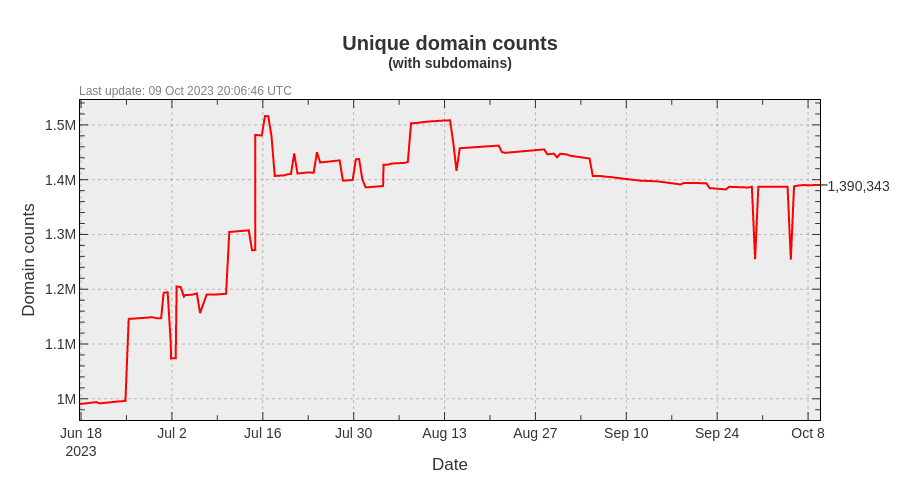 Unique domain counts
(with subdomains)
Last update: 09 Oct 2023 20:06:46 UTC
1.5M
1.4M
1.3M
1.2M
1.1M
1M
Domain counts
1,390,343
Jun 18 Jul 2 Jul 16 Jul 30 Aug 13 Aug 27 Sep 10 Sep 24 Oct 8
2023
Date